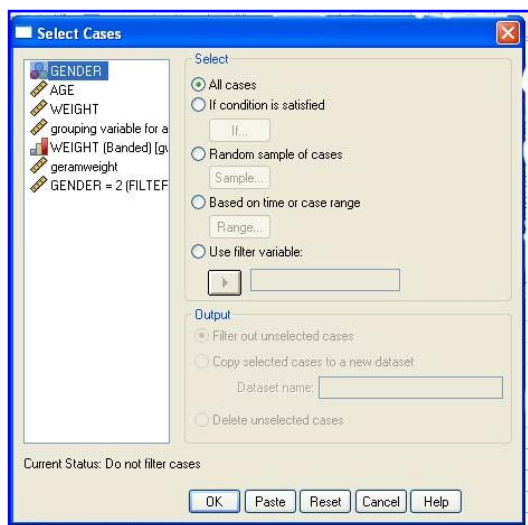 Select Cases
GENDER
AGE
WEIGHT
grouping variable for a
WEIGHT (Banded) [gw
geramweight
GENDER = 2 (FILTEF
Select
All cases
If condition is satisfied
If...
Random sample of cases
Sample...
Based on time or case range
Range...
Use filter variable:
Output
Filter out unselected cases
Copy selected cases to a new dataset
Dataset name:
Delete unselected cases
Current Status: Do not filter cases
OK Paste Reset Cancel Help